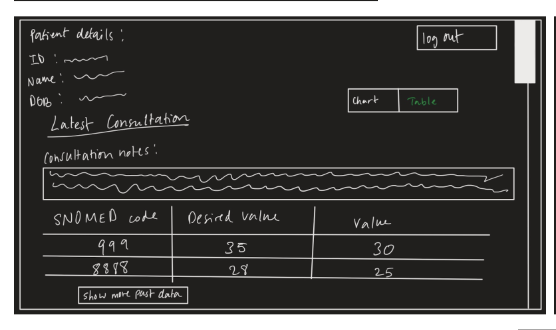 Patient details :
log out
ID :
Name :
DOB :
Chart Table
Latest Consultation
Consultation notes :
SNOMED code Desired value Value
999 35 30
8888 28 25
show more past data